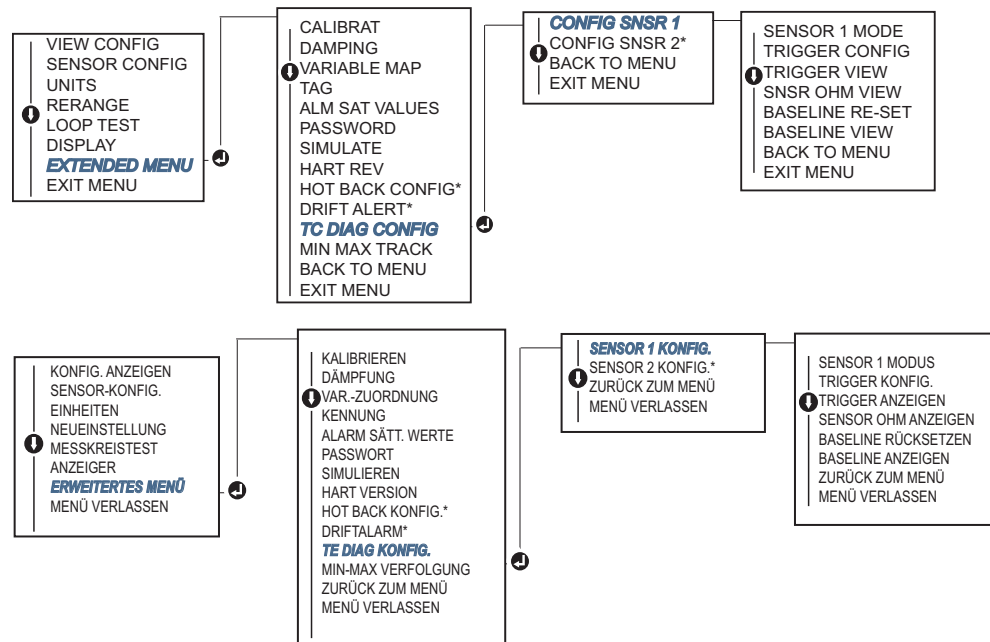 VIEW CONFIG
SENSOR CONFIG
UNITS
RERANGE
LOOP TEST
DISPLAY
EXTENDED MENU
EXIT MENU
CALIBRAT
DAMPING
VARIABLE MAP
TAG
ALM SAT VALUES
PASSWORD
SIMULATE
HART REV
HOT BACK CONFIG*
DRIFT ALERT*
TC DIAG CONFIG
MIN MAX TRACK
BACK TO MENU
EXIT MENU
CONFIG SNSR 1
CONFIG SNSR 2*
BACK TO MENU
EXIT MENU
SENSOR 1 MODE
TRIGGER CONFIG
TRIGGER VIEW
SNSR OHM VIEW
BASELINE RE-SET
BASELINE VIEW
BACK TO MENU
EXIT MENU
KONFIG. ANZEIGEN
SENSOR-KONFIG.
EINHEITEN
NEUEINSTELLUNG
MESSKREISTEST
ANZEIGER
ERWEITERTES MENÜ
MENÜ VERLASSEN
KALIBRIEREN
DÄMPFUNG
VAR.-ZUORDNUNG
KENNUNG
ALARM SÄTT. WERTE
PASSWORT
SIMULIEREN
HART VERSION
HOT BACK KONFIG.*
DRIFTALARM*
TE DIAG KONFIG.
MIN-MAX VERFOLGUNG
ZURÜCK ZUM MENÜ
MENÜ VERLASSEN
SENSOR 1 KONFIG.
SENSOR 2 KONFIG.*
ZURÜCK ZUM MENÜ
MENÜ VERLASSEN
SENSOR 1 MODUS
TRIGGER KONFIG.
TRIGGER ANZEIGEN
SENSOR OHM ANZEIGEN
BASELINE RÜCKSETZEN
BASELINE ANZEIGEN
ZURÜCK ZUM MENÜ
MENÜ VERLASSEN